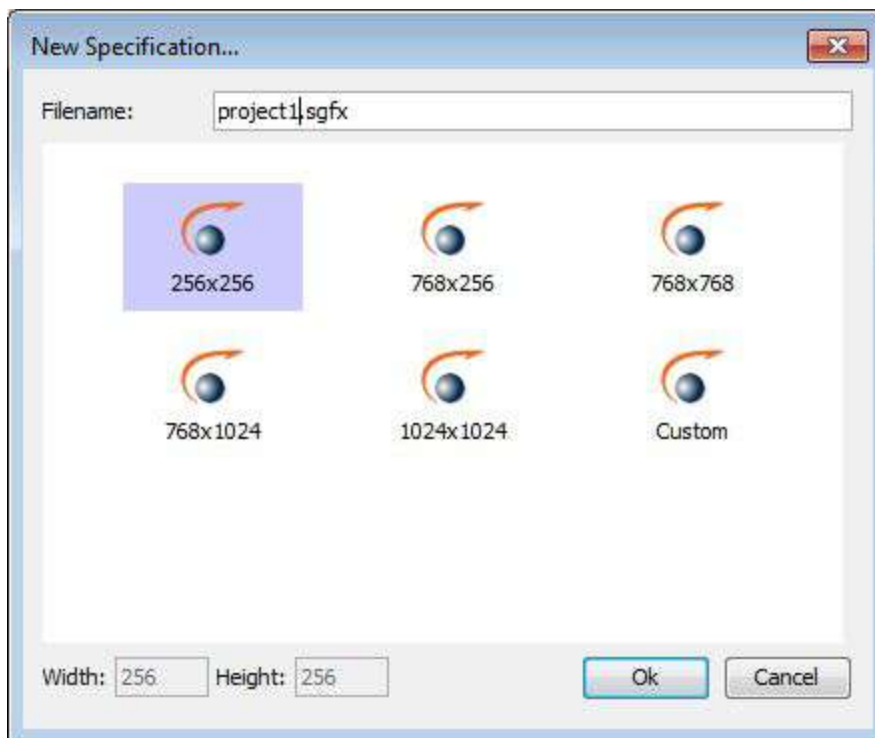 New Specification...
Filename: project1.sgfx
256x256 768x256 768x768
768x1024 1024x1024 Custom
Width: 256 Height: 256 Ok Cancel